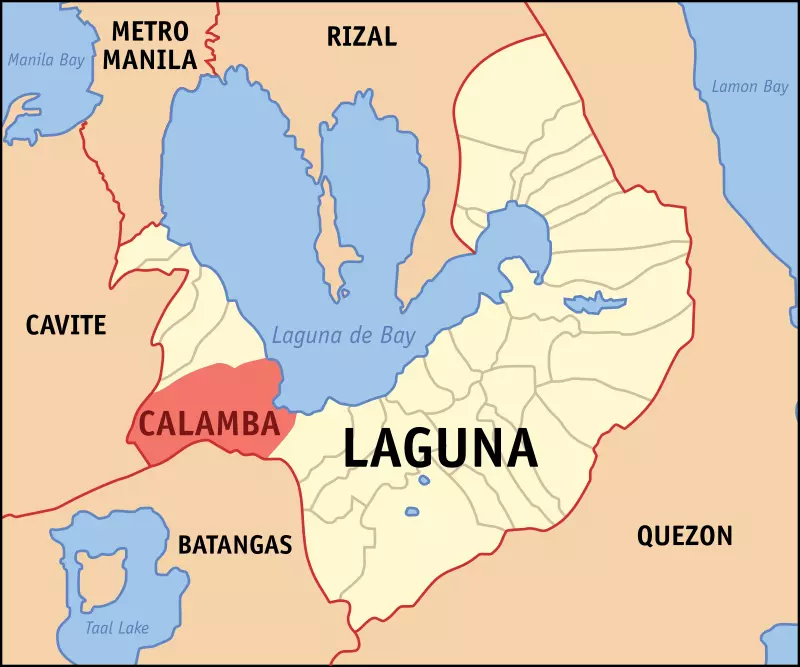 METRO
MANILA
RIZAL
Manila Bay
Lamon Bay
CAVITE
Laguna de Bay
CALAMBA
LAGUNA
BATANGAS
QUEZON
Taal Lake